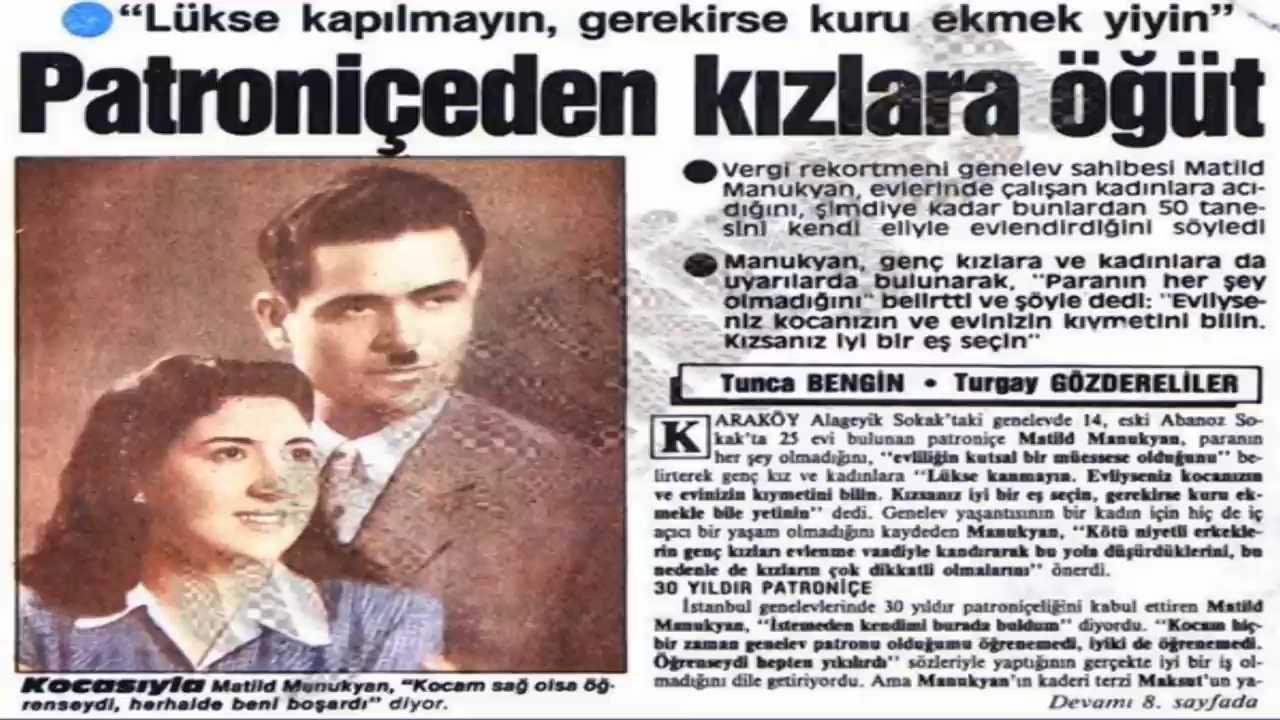 “Lükse kapılmayın, gerekirse kuru ekmek yiyin”
Patroniçeden kızlara öğüt
Vergi rekortmeni genelev sahibesi Matild
Manukyan, evlerinde çalışan kadınlara acı-
dığını, şimdiye kadar bunlardan 50 tane-
sini kendi eliyle evlendirdiğini söyledi
Manukyan, genç kızlara ve kadınlara da
uyarılarda bulunarak, "Paranın her şey
olmadığını" belirtti ve şöyle dedi: "Evliyse-
niz kocanızın ve evinizin kıymetini bilin.
Kızsanız iyi bir eş seçin"
Tunca BENGİN • Turgay GÖZDERELİLER
KARAKÖY Alageyik Sokak'taki genelevde 14, eski Abanoz So-
kak'ta 25 evi bulunan patroniçe Matild Manukyan, paranın
her şey olmadığını, "evliliğin kutsal bir müessese olduğunu" be-
lirterek genç kız ve kadınlara "Lükse kanmayın. Evliyseniz kocanızın
ve evinizin kıymetini bilin. Kızsanız iyi bir eş seçin, gerekirse kuru ek-
mekle bile yetinin" dedi. Genelev yaşantısının bir kadın için hiç de iç
açıcı bir yaşam olmadığını kaydeden Manukyan, "Kötü niyetli erkekle-
rin genç kızları evlenme vaadiyle kandırarak bu yola düşürdüklerini, bu
nedenle de kızların çok dikkatli olmalarını" önerdi.
30 YILDIR PATRONİÇE
İstanbul genelevlerinde 30 yıldır patroniçeliğini kabul ettiren Matild
Manukyan, "İstemeden kendimi burada buldum" diyordu. "Kocam hiç-
bir zaman genelev patronu olduğumu öğrenemedi, iyiki de öğrenemedi.
Öğrenseydi hepten yıkılırdı" sözleriyle yaptığının gerçekte iyi bir iş ol-
madığını dile getiriyordu. Ama Manukyan'ın kaderi terzi Maksut'un ya-
Devamı 8. sayfada
Kocasıyla Matild Manukyan, "Kocam sağ olsa öğ-
renseydi, herhalde beni boşardı" diyor.